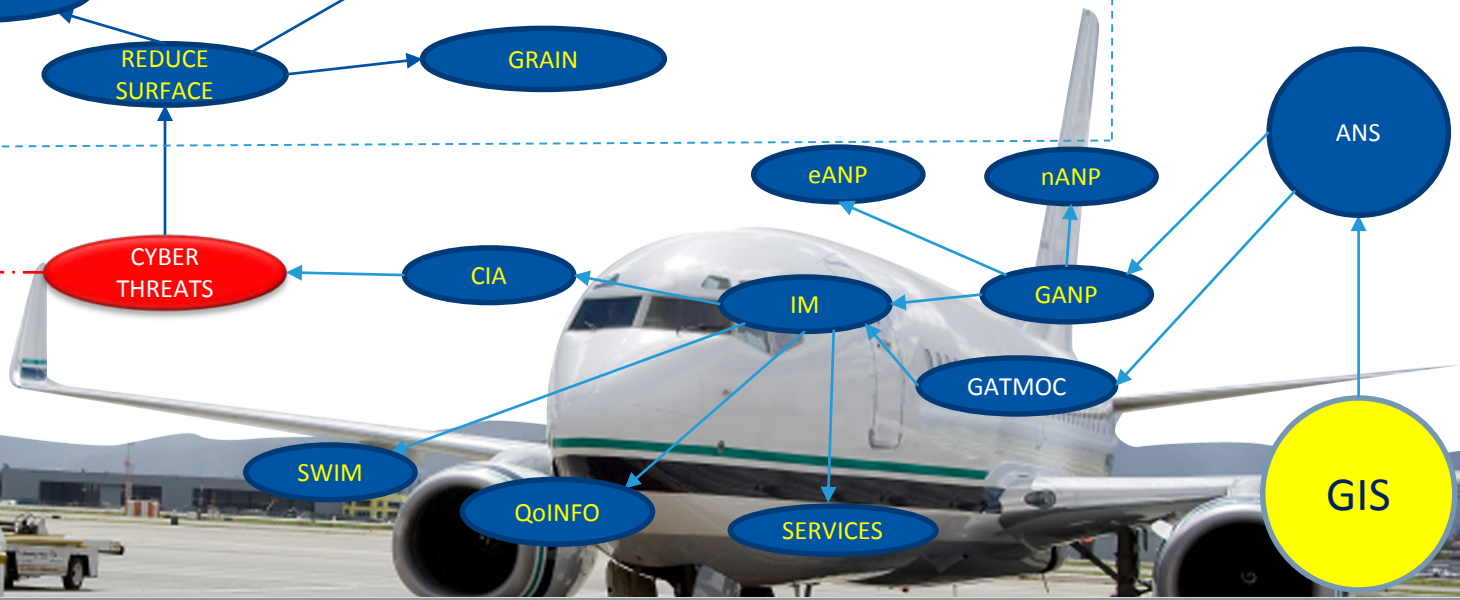 REDUCE
SURFACE
GRAIN
ANS
eANP
nANP
CYBER
THREATS
CIA
IM
GANP
GATMOC
SWIM
QoINFO
SERVICES
GIS